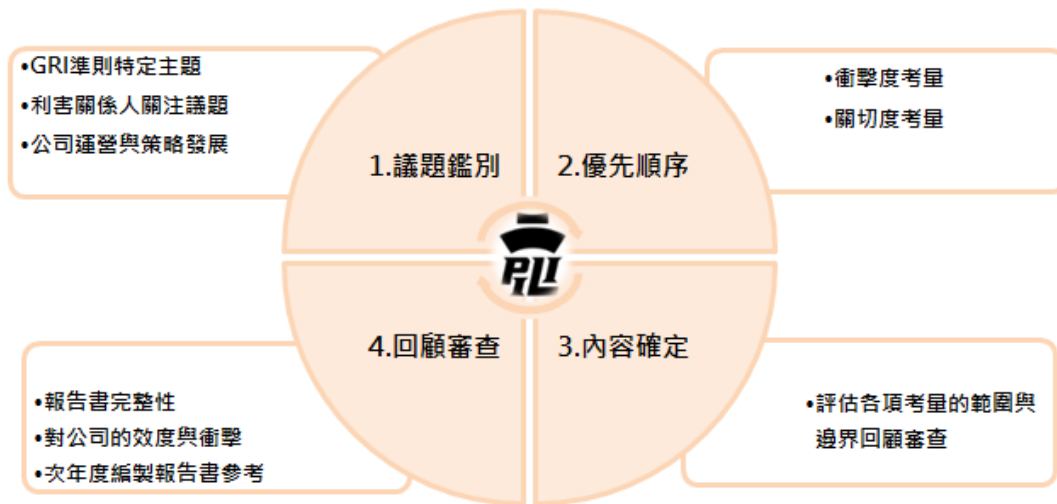 •GRI準則特定主題
•利害關係人關注議題
•公司運營與策略發展
1.議題鑑別
2.優先順序
•衝擊度考量
•關切度考量
PILI
4.回顧審查
3.內容確定
•報告書完整性
•對公司的效度與衝擊
•次年度編製報告書參考
•評估各項考量的範圍與
邊界回顧審查